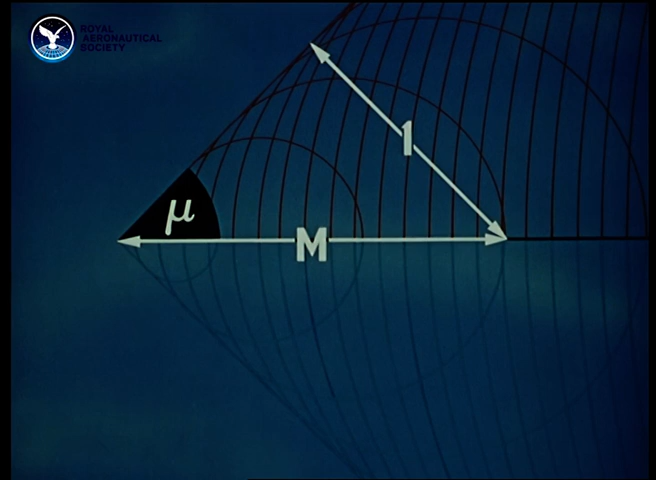 ROYAL
AERONAUTICAL
SOCIETY
1
μ
M